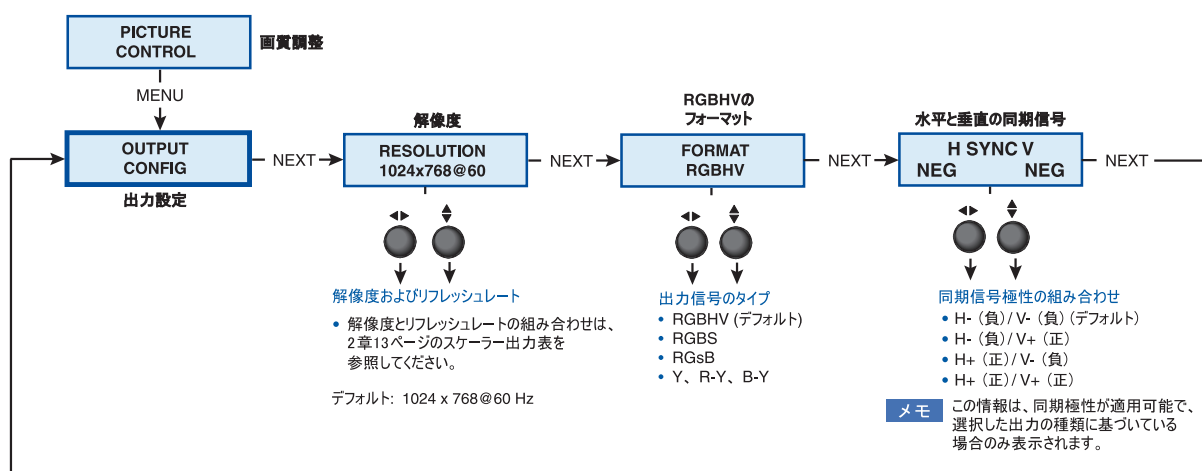 PICTURE
CONTROL
画質調整
MENU
OUTPUT
CONFIG
出力設定
NEXT
解像度
RESOLUTION
1024x768@60
NEXT
RGBHVの
フォーマット
FORMAT
RGBHV
NEXT
水平と垂直の同期信号
H SYNC V
NEG NEG
NEXT
解像度およびリフレッシュレート
• 解像度とリフレッシュレートの組み合わせは、
2章13ページのスケーラー出力表を
参照してください。
デフォルト: 1024 x 768@60 Hz
出力信号のタイプ
• RGBHV (デフォルト)
• RGBS
• RGsB
• Y、R-Y、B-Y
同期信号極性の組み合わせ
• H-（負）/ V-（負）(デフォルト)
• H-（負）/ V+（正）
• H+（正）/ V-（負）
• H+（正）/ V+（正）
メモ この情報は、同期極性が適用可能で、
選択した出力の種類に基づいている
場合のみ表示されます。